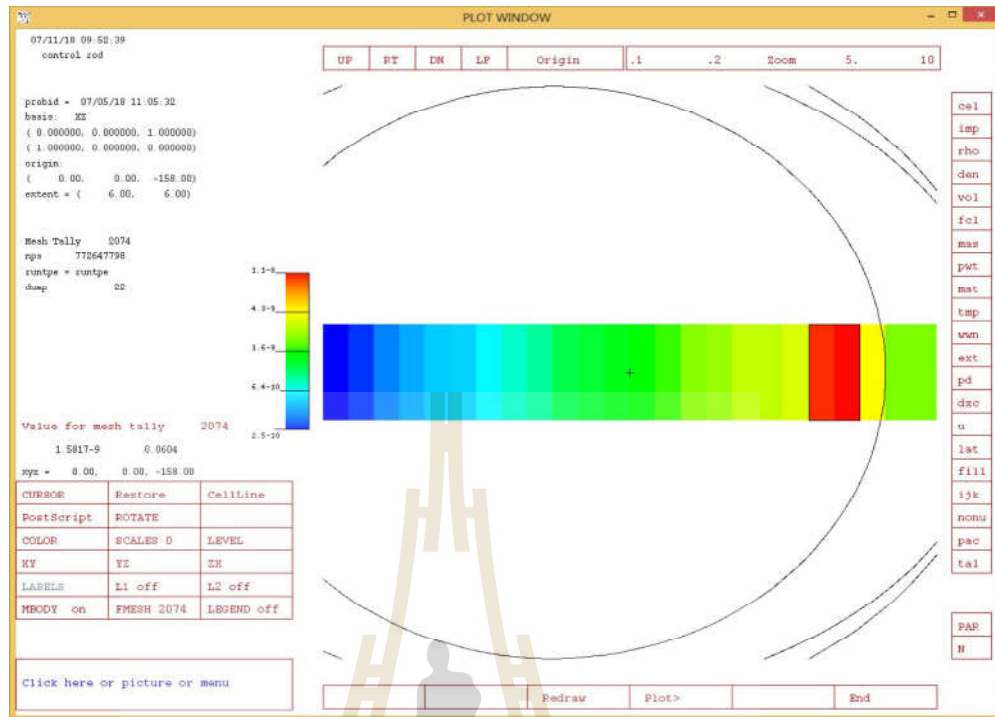 PLOT WINDOW
07/11/18 09:52:39
control rod
probid = 07/05/18 11:05:32
basis: XZ
( 0.000000, 0.000000, 1.000000)
( 1.000000, 0.000000, 0.000000)
origin:
( 0.00, 0.00, -158.00)
extent = ( 6.00, 6.00)
Mesh Tally 2074
nps 772647798
runtpe = runtpe
dump 22
UP RT DN LF Origin .1 .2 Zoom 5. 10
1.1-8
4.3-9
1.6-9
6.4-10
2.5-10
cel
imp
rho
den
vol
fcl
mas
pwt
mat
tmp
wwn
ext
pd
dxc
u
lat
fill
ijk
nonu
pac
tal
PAR
N
Value for mesh tally 2074
1.5817-9 0.0604
xyz = 0.00, 0.00, -158.00
CURSOR Restore CellLine
PostScript ROTATE
COLOR SCALES 0 LEVEL
XY YZ ZX
LABELS L1 off L2 off
MBODY on FMESH 2074 LEGEND off
Click here or picture or menu
Redraw Plot> End